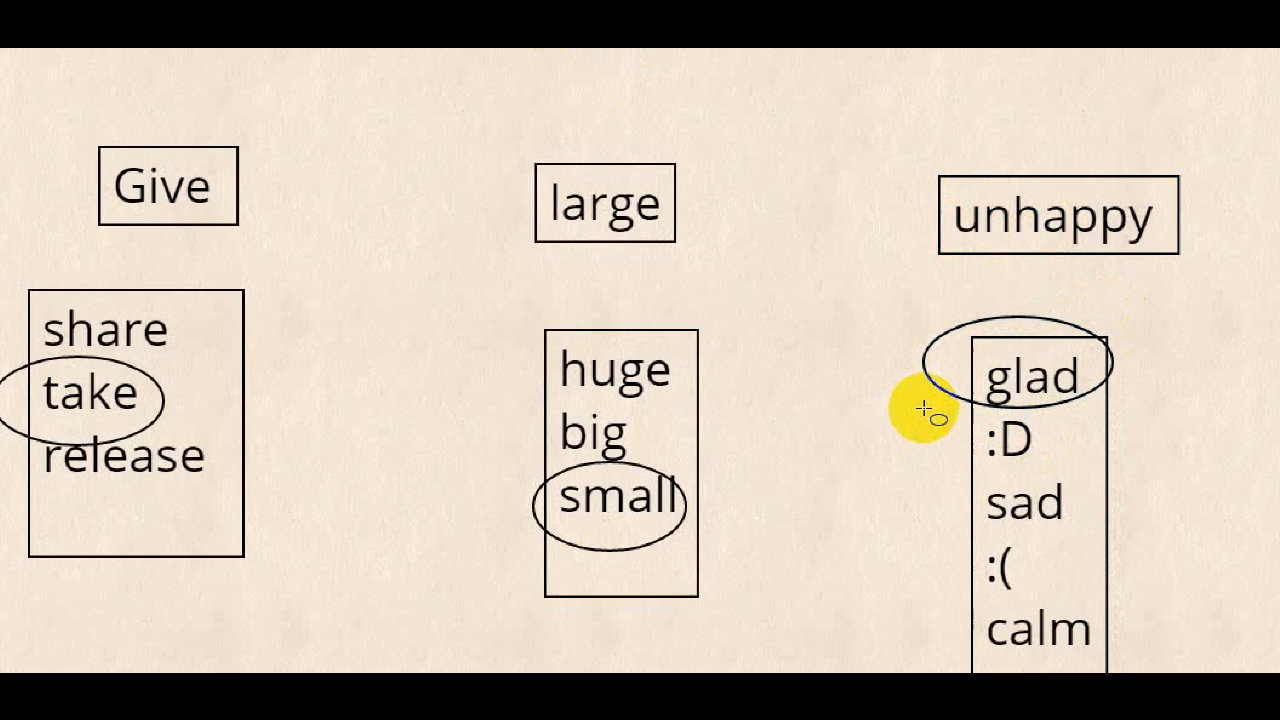 Give
share
take
release
large
huge
big
small
unhappy
glad
:D
sad
:(
calm